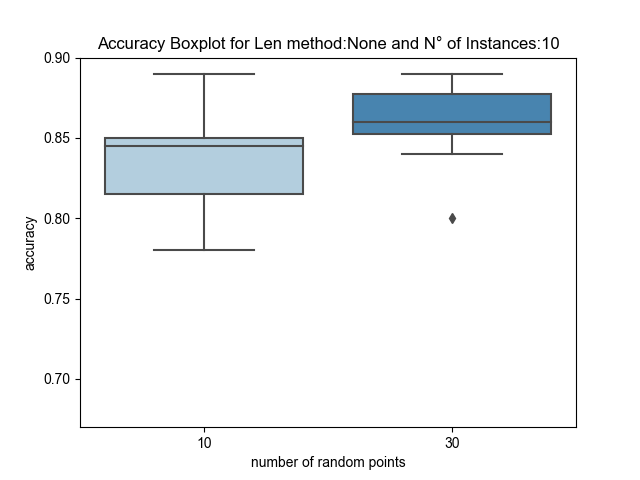 Accuracy Boxplot for Len method:None and N° of Instances:10
0.90
0.85
0.80
0.75
0.70
accuracy
10 30
number of random points